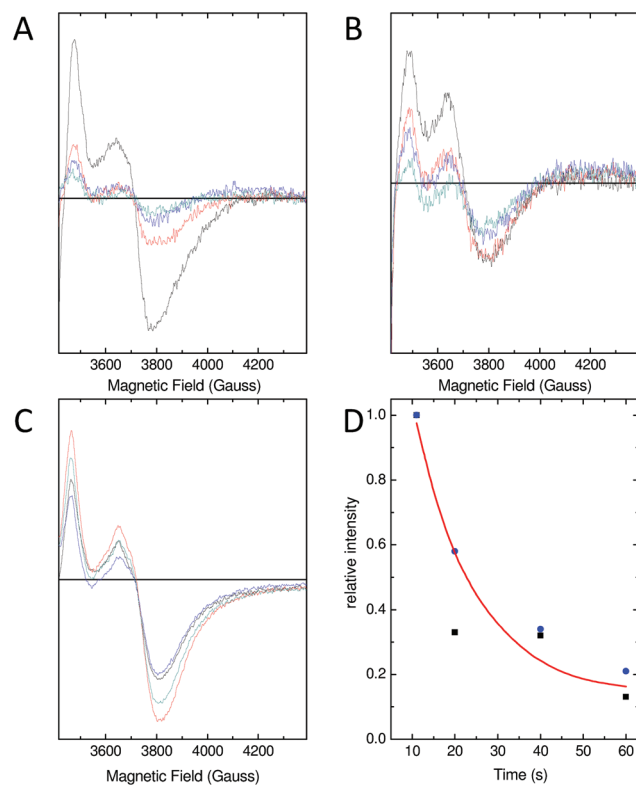 A
B
3600 3800 4000 4200
Magnetic Field (Gauss)
3600 3800 4000 4200
Magnetic Field (Gauss)
C
D
3600 3800 4000 4200
Magnetic Field (Gauss)
1.0
0.8
0.6
0.4
0.2
0.0
relative intensity
10 20 30 40 50 60
Time (s)